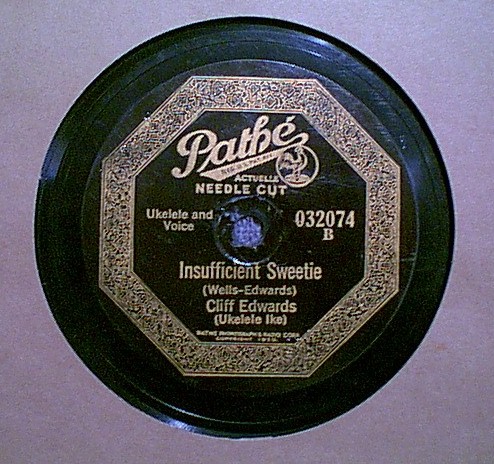 Pathé
ACTUELLE
NEEDLE CUT
Ukelele and
Voice
032074
B
Insufficient Sweetie
(Wells-Edwards)
Cliff Edwards
(Ukelele Ike)
PATHE PHONOGRAPH & RADIO CORP.
COPYRIGHT